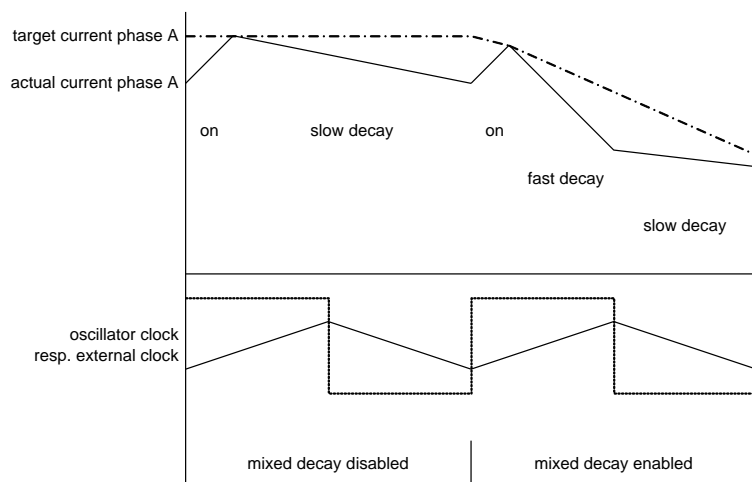 target current phase A
actual current phase A
on
slow decay
on
fast decay
slow decay
oscillator clock
resp. external clock
mixed decay disabled
mixed decay enabled